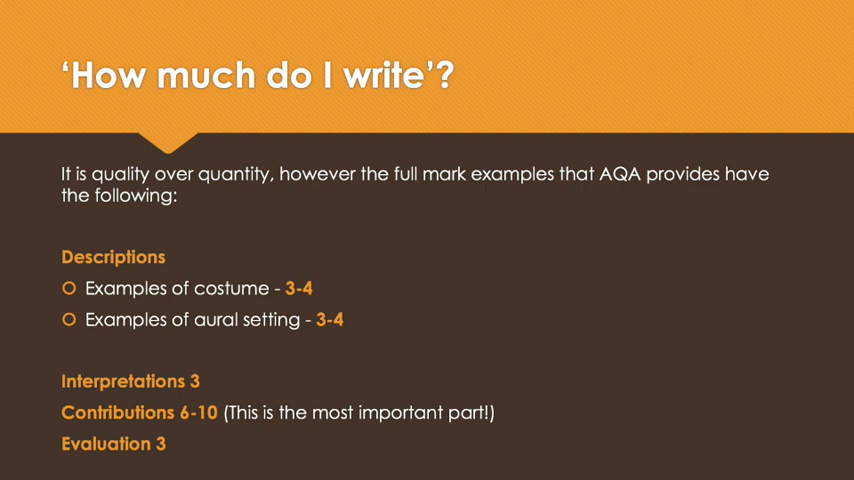 ‘How much do I write’?
It is quality over quantity, however the full mark examples that AQA provides have
the following:
Descriptions
Examples of costume - 3-4
Examples of aural setting - 3-4
Interpretations 3
Contributions 6-10 (This is the most important part!)
Evaluation 3